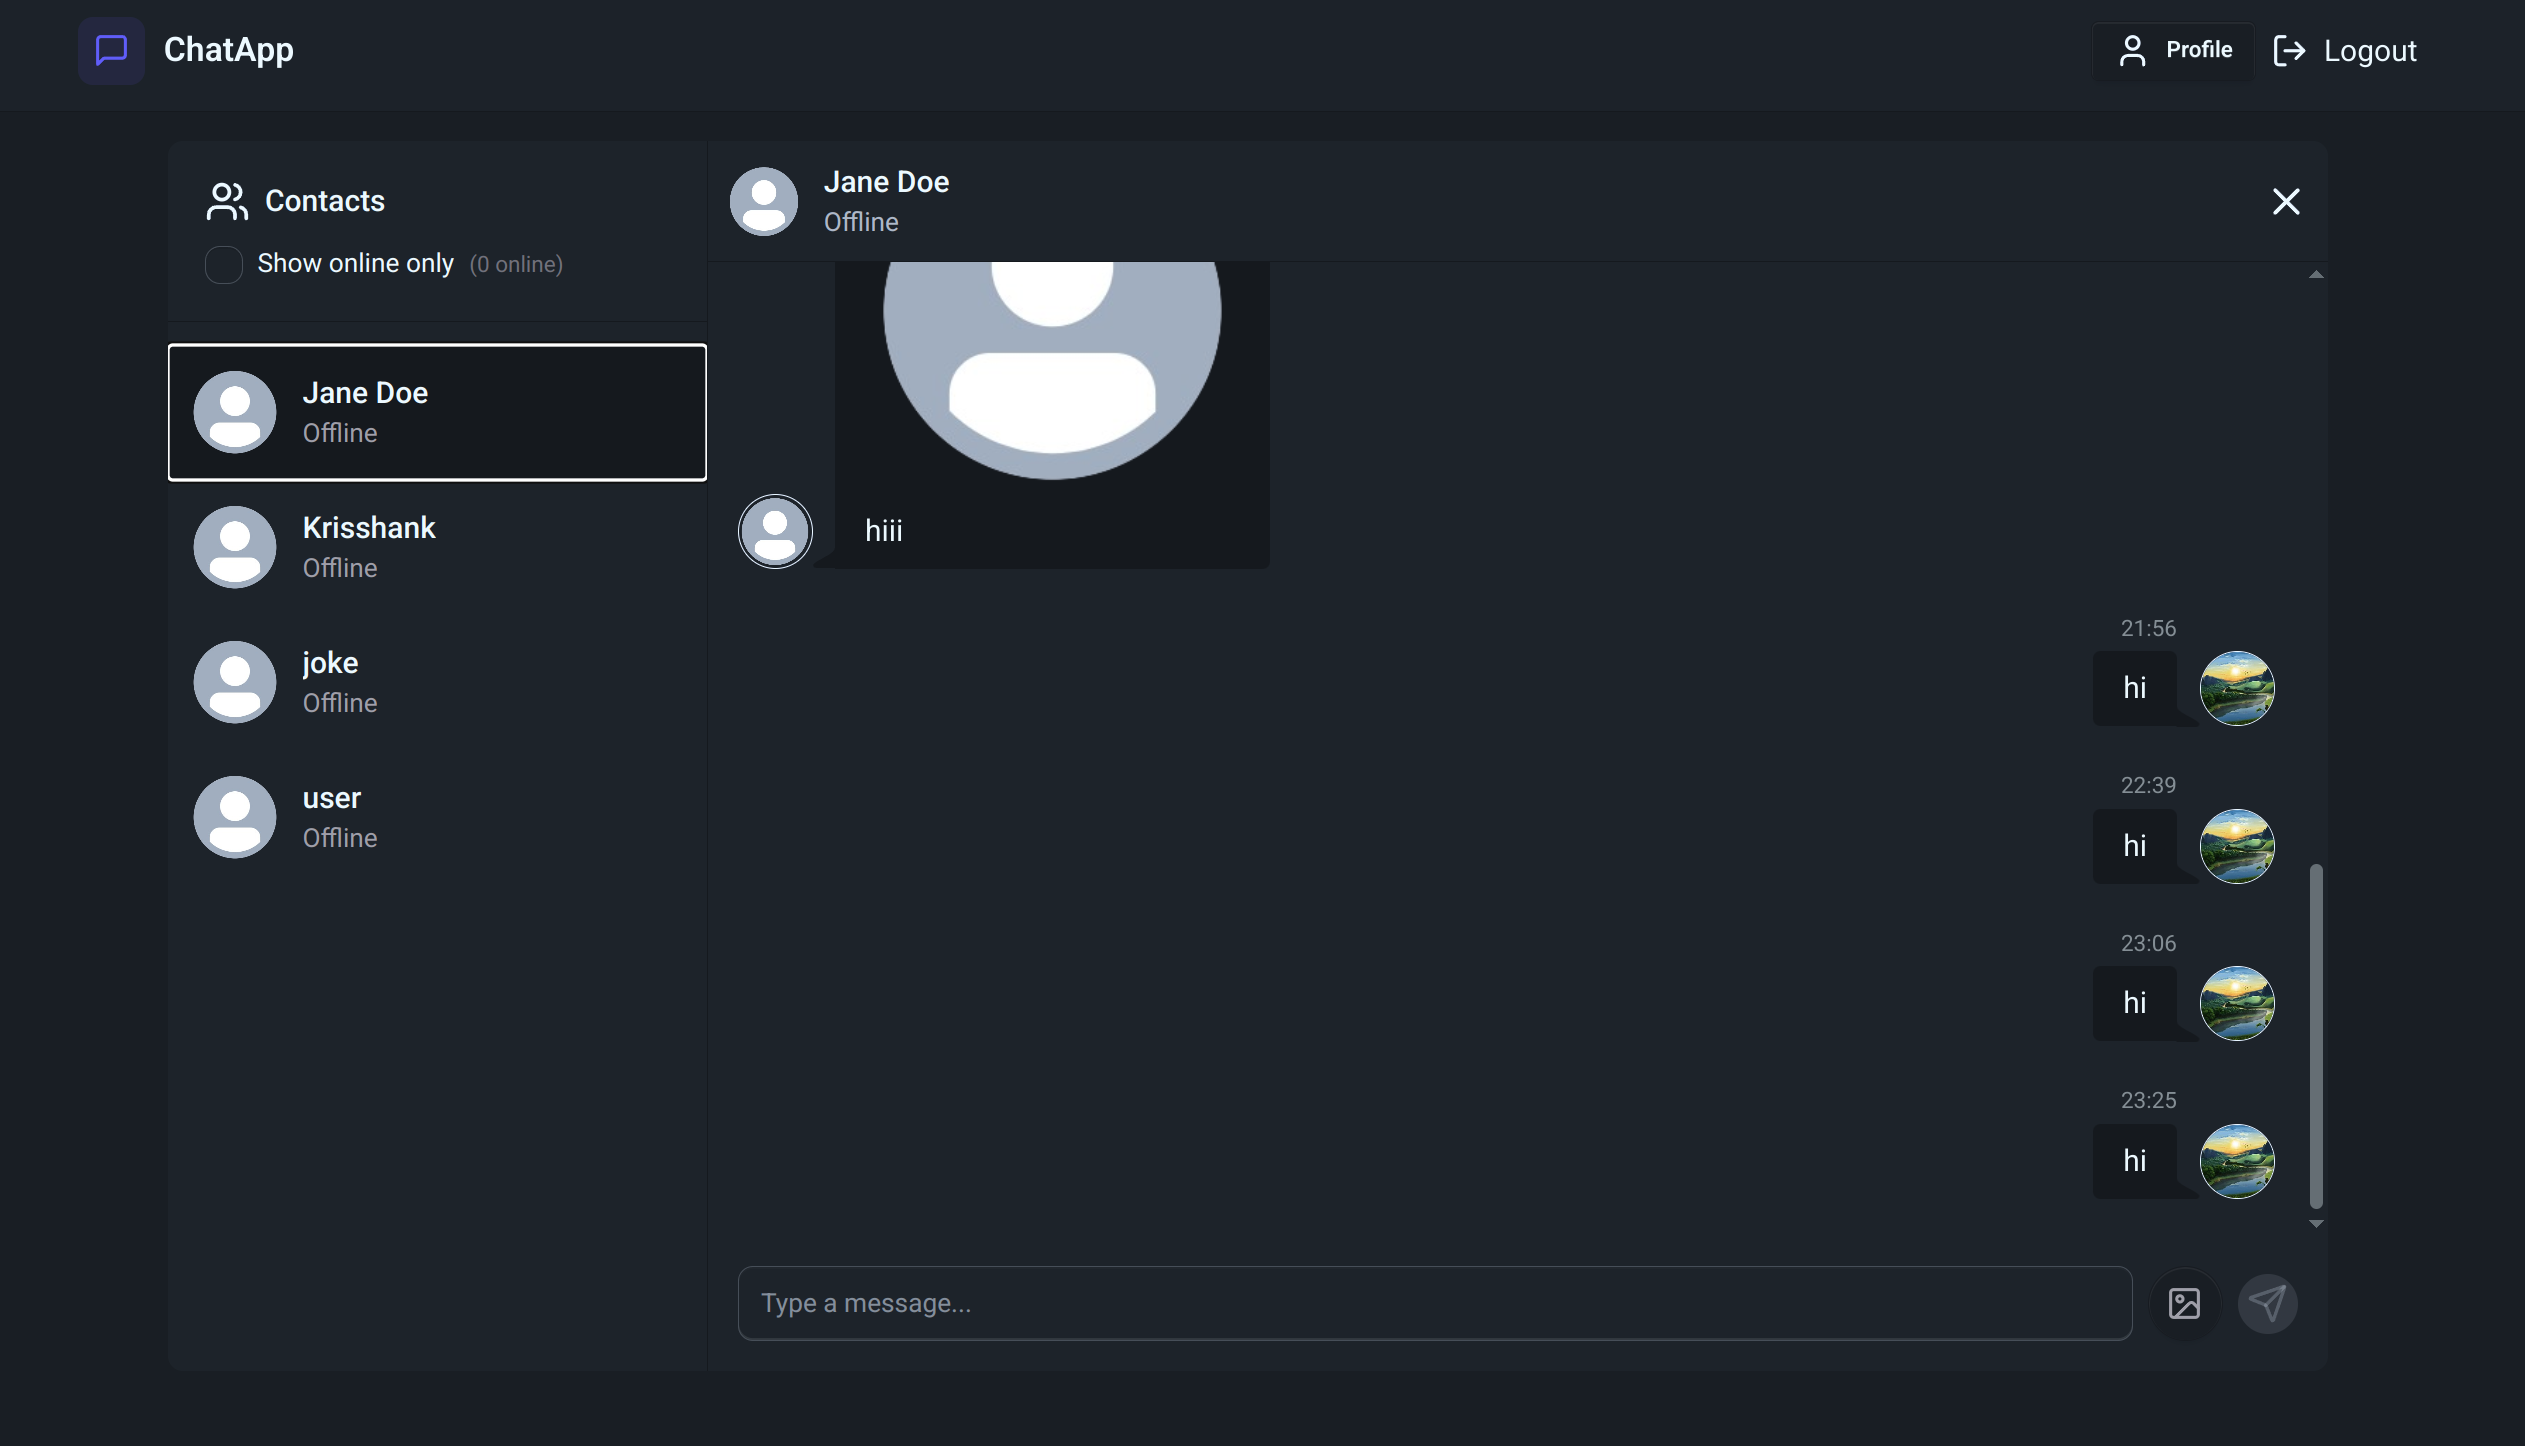 ChatApp
Profile
Logout
Contacts
Show online only (0 online)
Jane Doe
Offline
Krisshank
Offline
joke
Offline
user
Offline
Jane Doe
Offline
hiii
21:56
hi
22:39
hi
23:06
hi
23:25
hi
Type a message...